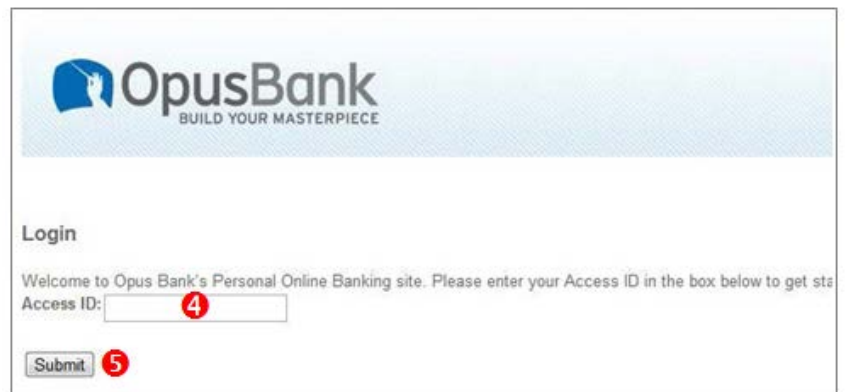 OpusBank
BUILD YOUR MASTERPIECE
Login
Welcome to Opus Bank's Personal Online Banking site. Please enter your Access ID in the box below to get sta
Access ID: 4
Submit 5